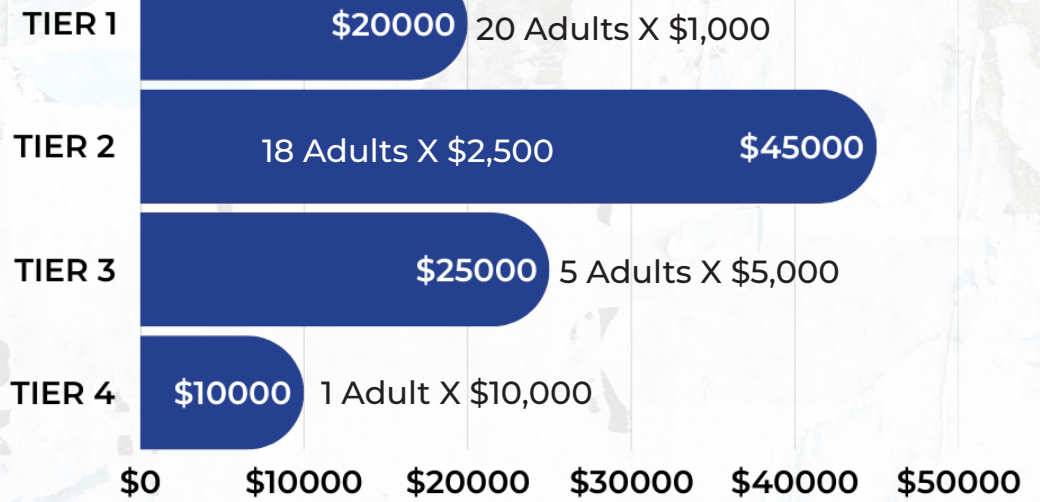 TIER 1 $20000 20 Adults X $1,000
TIER 2 18 Adults X $2,500 $45000
TIER 3 $25000 5 Adults X $5,000
TIER 4 $10000 1 Adult X $10,000
$0 $10000 $20000 $30000 $40000 $50000